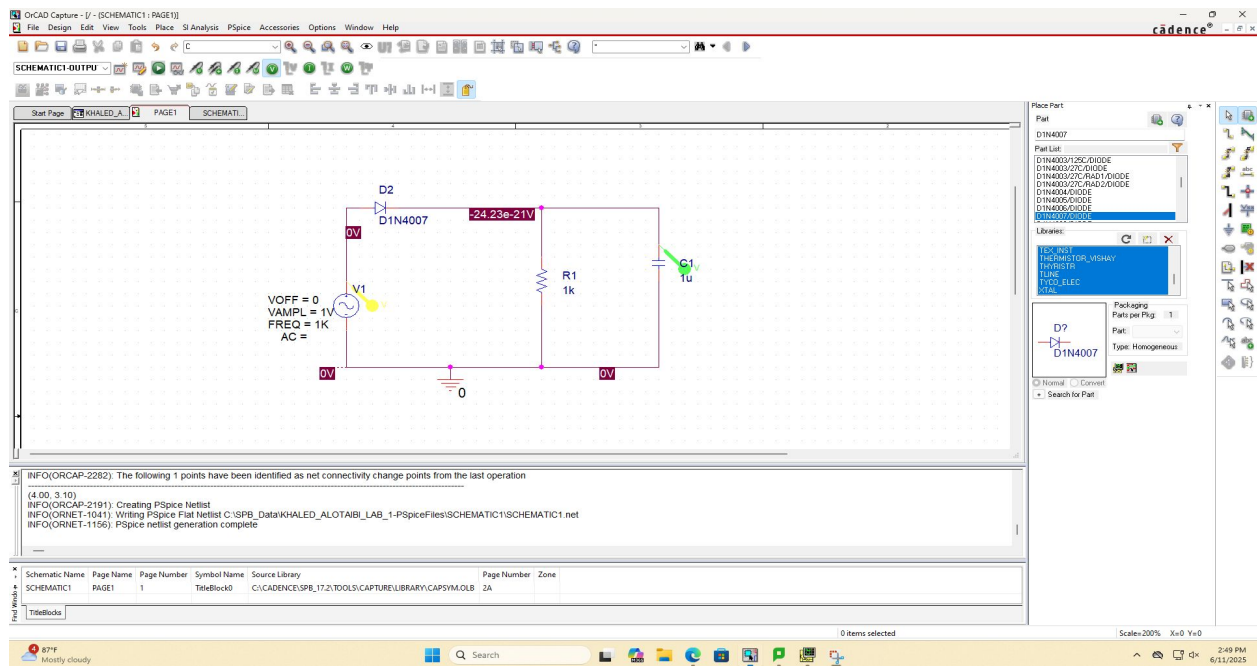 OrCAD Capture - [/ - (SCHEMATIC1 : PAGE1)]
File Design Edit View Tools Place SI Analysis PSpice Accessories Options Window Help
cādence®
C
SCHEMATIC1-OUTPU
Start Page KHALED_A... PAGE1 SCHEMATI...
5 4 3 2
D2
D1N4007
-24.23e-21V
0V
V1
VOFF = 0
VAMPL = 1V
FREQ = 1K
AC =
R1
1k
C1
1u
0V
0V
0
Place Part
Part
D1N4007
Part List:
D1N4003/125C/DIODE
D1N4003/27C/DIODE
D1N4003/27C/RAD1/DIODE
D1N4003/27C/RAD2/DIODE
D1N4004/DIODE
D1N4005/DIODE
D1N4006/DIODE
D1N4007/DIODE
Libraries:
TEX_INST
THERMISTOR_VISHAY
THYRISTR
TLINE
TYCO_ELEC
XTAL
D?
D1N4007
Packaging
Parts per Pkg: 1
Part:
Type: Homogeneous
Normal Convert
+ Search for Part
INFO(ORCAP-2282): The following 1 points have been identified as net connectivity change points from the last operation
(4.00, 3.10)
INFO(ORCAP-2191): Creating PSpice Netlist
INFO(ORNET-1041): Writing PSpice Flat Netlist C:\SPB_Data\KHALED_ALOTAIBI_LAB_1-PSpiceFiles\SCHEMATIC1\SCHEMATIC1.net
INFO(ORNET-1156): PSpice netlist generation complete
Schematic Name Page Name Page Number Symbol Name Source Library Page Number Zone
SCHEMATIC1 PAGE1 1 TitleBlock0 C:\CADENCE\SPB_17.2\TOOLS\CAPTURE\LIBRARY\CAPSYM.OLB 2A
TitleBlocks
Find Windo
0 items selected Scale=200% X=0 Y=0
4
87°F
Mostly cloudy
Search
2:49 PM
6/11/2025